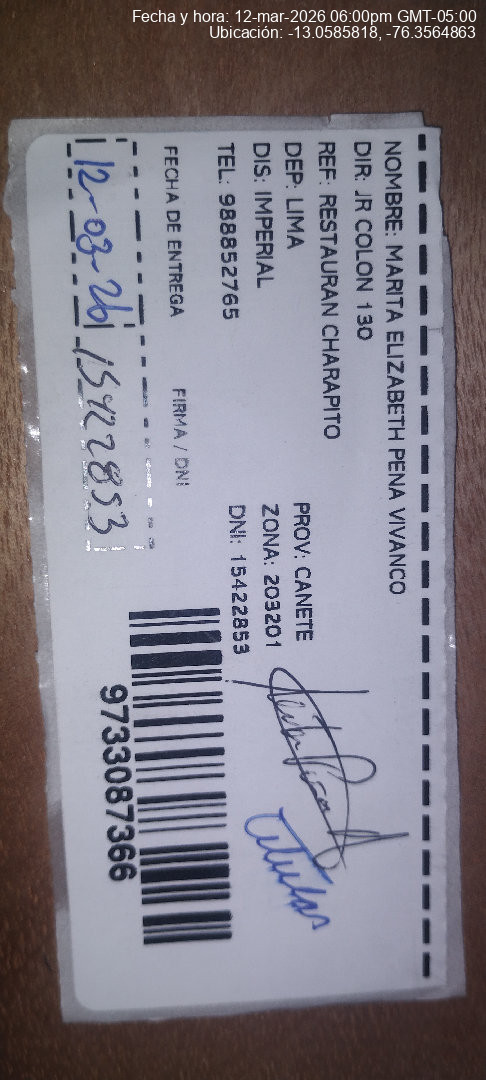 Fecha y hora: 12-mar-2026 06:00pm GMT-05:00
Ubicación: -13.0585818, -76.3564863
NOMBRE: MARITA ELIZABETH PENA VIVANCO
DIR: JR COLON 130
REF: RESTAURAN CHARAPITO
DEP: LIMA PROV: CANETE
DIS: IMPERIAL ZONA: 203201
TEL: 988852765 DNI: 15422853
FECHA DE ENTREGA FIRMA / DNI
12-03-26 15422853
9733087366
Titular